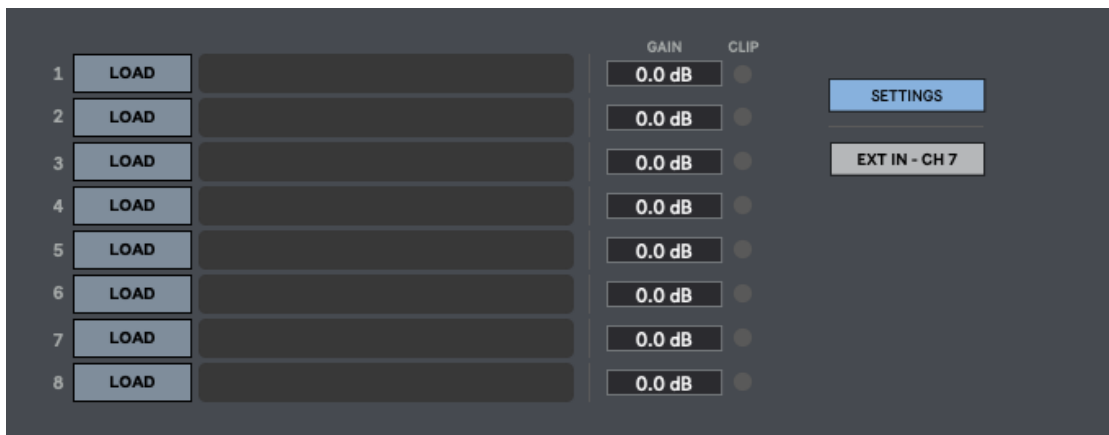 GAIN CLIP
1 LOAD 0.0 dB
SETTINGS
2 LOAD 0.0 dB
3 LOAD 0.0 dB EXT IN - CH 7
4 LOAD 0.0 dB
5 LOAD 0.0 dB
6 LOAD 0.0 dB
7 LOAD 0.0 dB
8 LOAD 0.0 dB